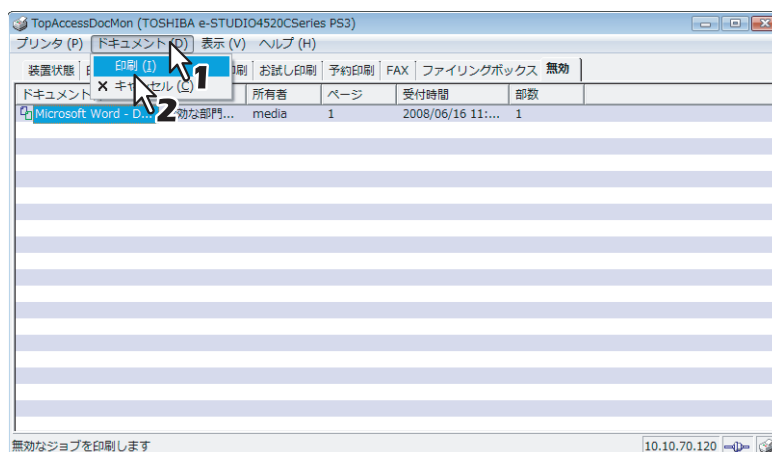 TopAccessDocMon (TOSHIBA e-STUDIO4520CSeries PS3)
プリンタ (P) ドキュメント (D) 表示 (V) ヘルプ (H)
装置状態 お試し印刷 予約印刷 FAX ファイリングボックス 無効
印刷 (I)
1
キャンセル (C)
2
ドキュメント 所有者 ページ 受付時間 部数
Microsoft Word - D... 効な部門... media 1 2008/06/16 11:... 1
無効なジョブを印刷します 10.10.70.120